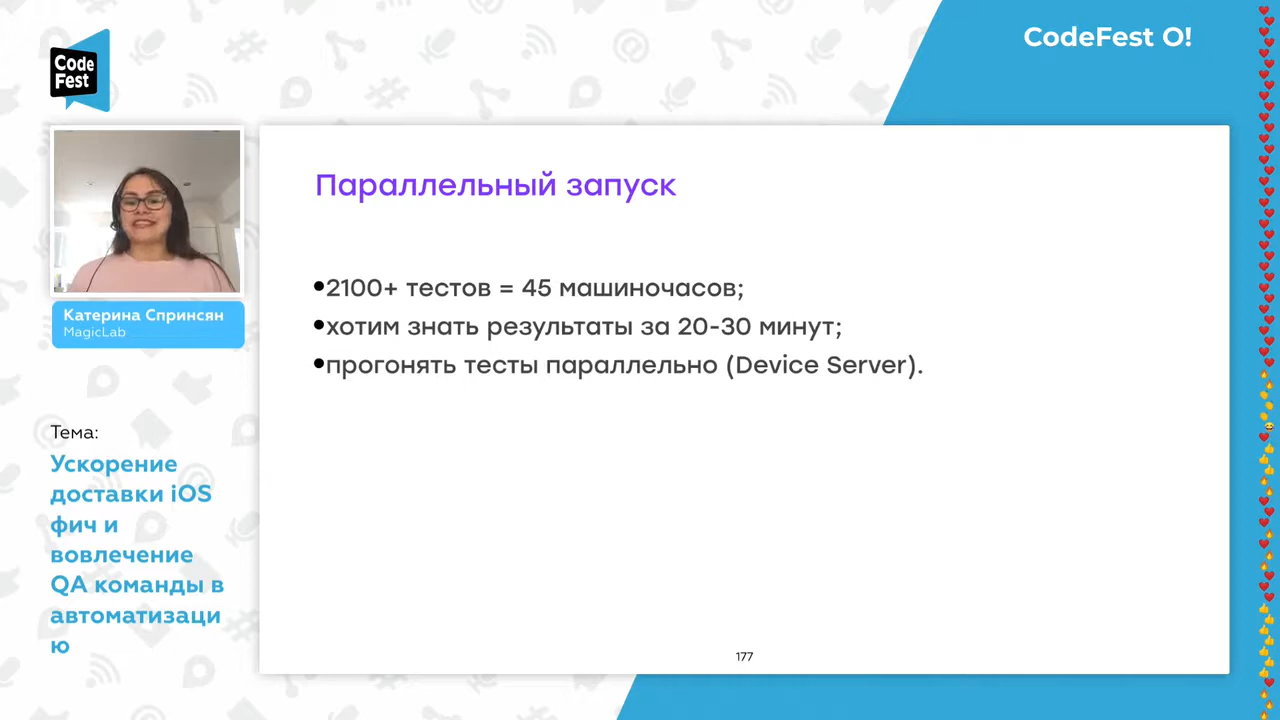 CodeFest O!
Code
Fest
Параллельный запуск
•2100+ тестов = 45 машиночасов;
•хотим знать результаты за 20-30 минут;
•прогонять тесты параллельно (Device Server).
Катерина Спринсян
MagicLab
Тема:
Ускорение
доставки iOS
фич и
вовлечение
QA команды в
автоматизаци
ю
177